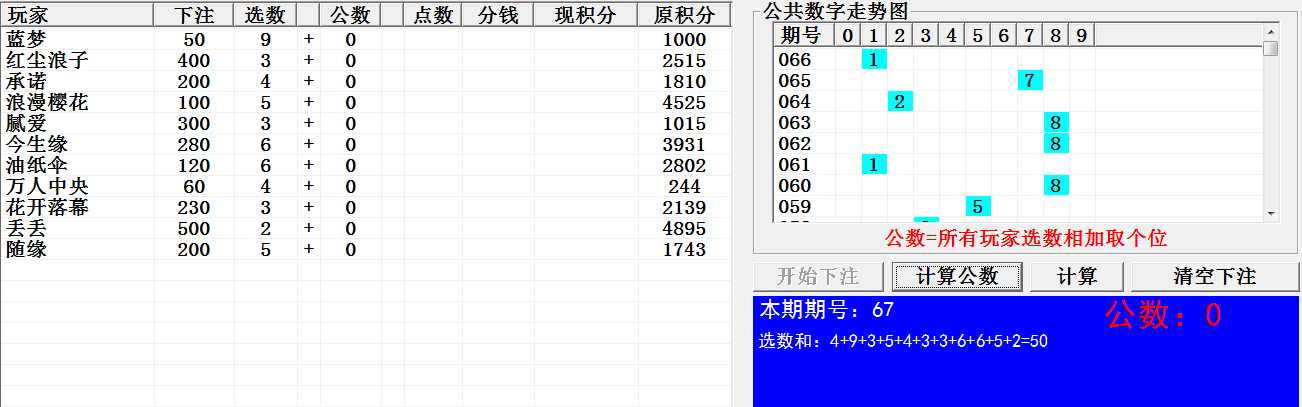 玩家 下注 选数 公数 点数 分钱 现积分 原积分
蓝梦 50 9 + 0 1000
红尘浪子 400 3 + 0 2515
承诺 200 4 + 0 1810
浪漫樱花 100 5 + 0 4525
腻爱 300 3 + 0 1015
今生缘 280 6 + 0 3931
油纸伞 120 6 + 0 2802
万人中央 60 4 + 0 244
花开落幕 230 3 + 0 2139
丢丢 500 2 + 0 4895
随缘 200 5 + 0 1743
公共数字走势图
期号 0 1 2 3 4 5 6 7 8 9
066 1
065 7
064 2
063 8
062 8
061 1
060 8
059 5
公数=所有玩家选数相加取个位
开始下注 计算公数 计算 清空下注
本期期号：67 公数：0
选数和：4+9+3+5+4+3+3+6+6+5+2=50